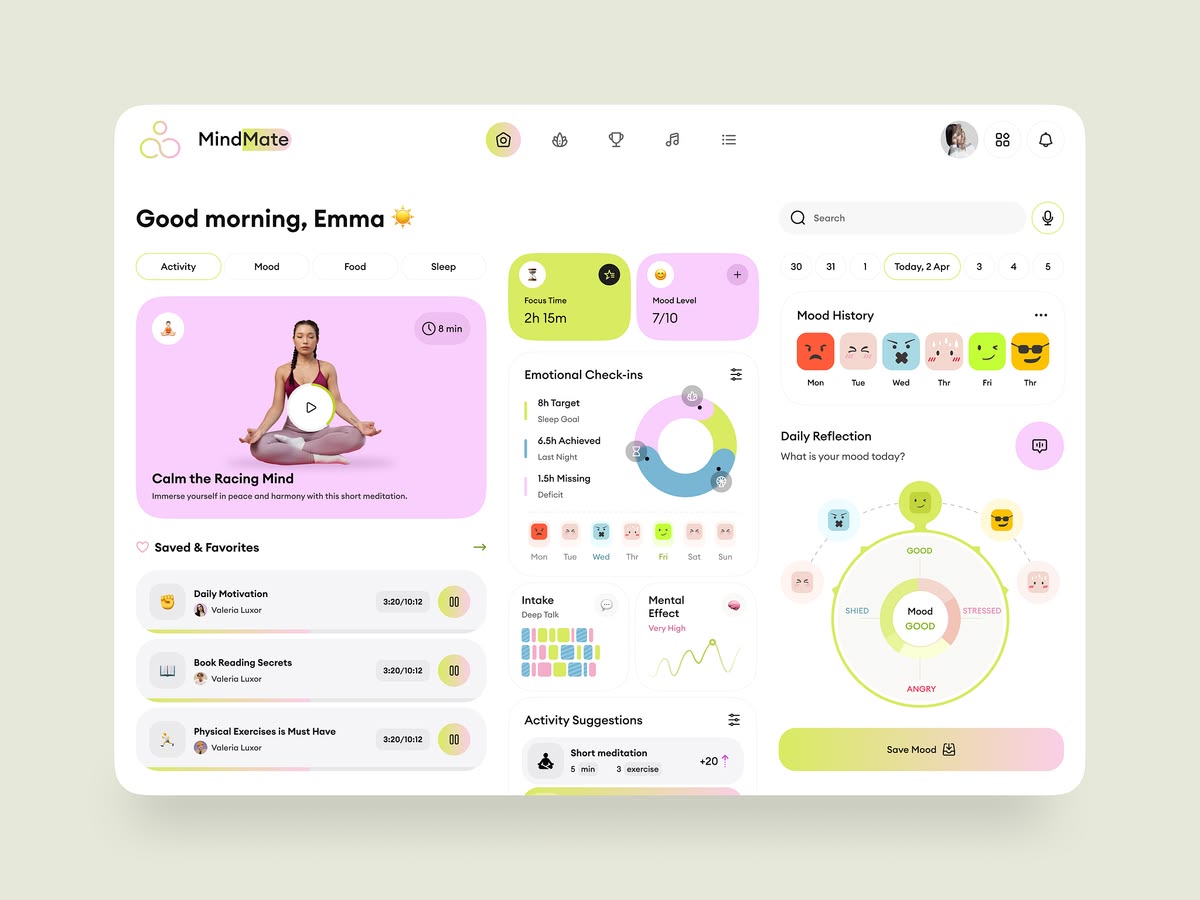 MindMate
Good morning, Emma
Search
Activity
Mood
Food
Sleep
8 min
Calm the Racing Mind
Immerse yourself in peace and harmony with this short meditation.
Saved & Favorites
Daily Motivation
Valeria Luxor
3:20/10:12
Book Reading Secrets
Valeria Luxor
3:20/10:12
Physical Exercises is Must Have
Valeria Luxor
3:20/10:12
Focus Time
2h 15m
Mood Level
7/10
Emotional Check-ins
8h Target
Sleep Goal
6.5h Achieved
Last Night
1.5h Missing
Deficit
Mon Tue Wed Thr Fri Sat Sun
Intake
Deep Talk
Mental
Effect
Very High
Activity Suggestions
Short meditation
5 min 3 exercise
+20
30 31 1 Today, 2 Apr 3 4 5
Mood History
Mon Tue Wed Thr Fri Thr
Daily Reflection
What is your mood today?
GOOD
SHIED
Mood
GOOD
STRESSED
ANGRY
Save Mood